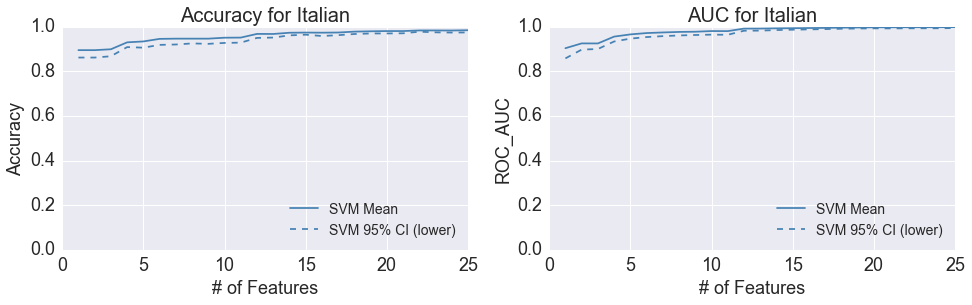 Accuracy for Italian
1.0
0.8
0.6
0.4
0.2
0.0
Accuracy
SVM Mean
SVM 95% CI (lower)
0 5 10 15 20 25
# of Features
AUC for Italian
1.0
0.8
0.6
0.4
0.2
0.0
ROC_AUC
SVM Mean
SVM 95% CI (lower)
0 5 10 15 20 25
# of Features